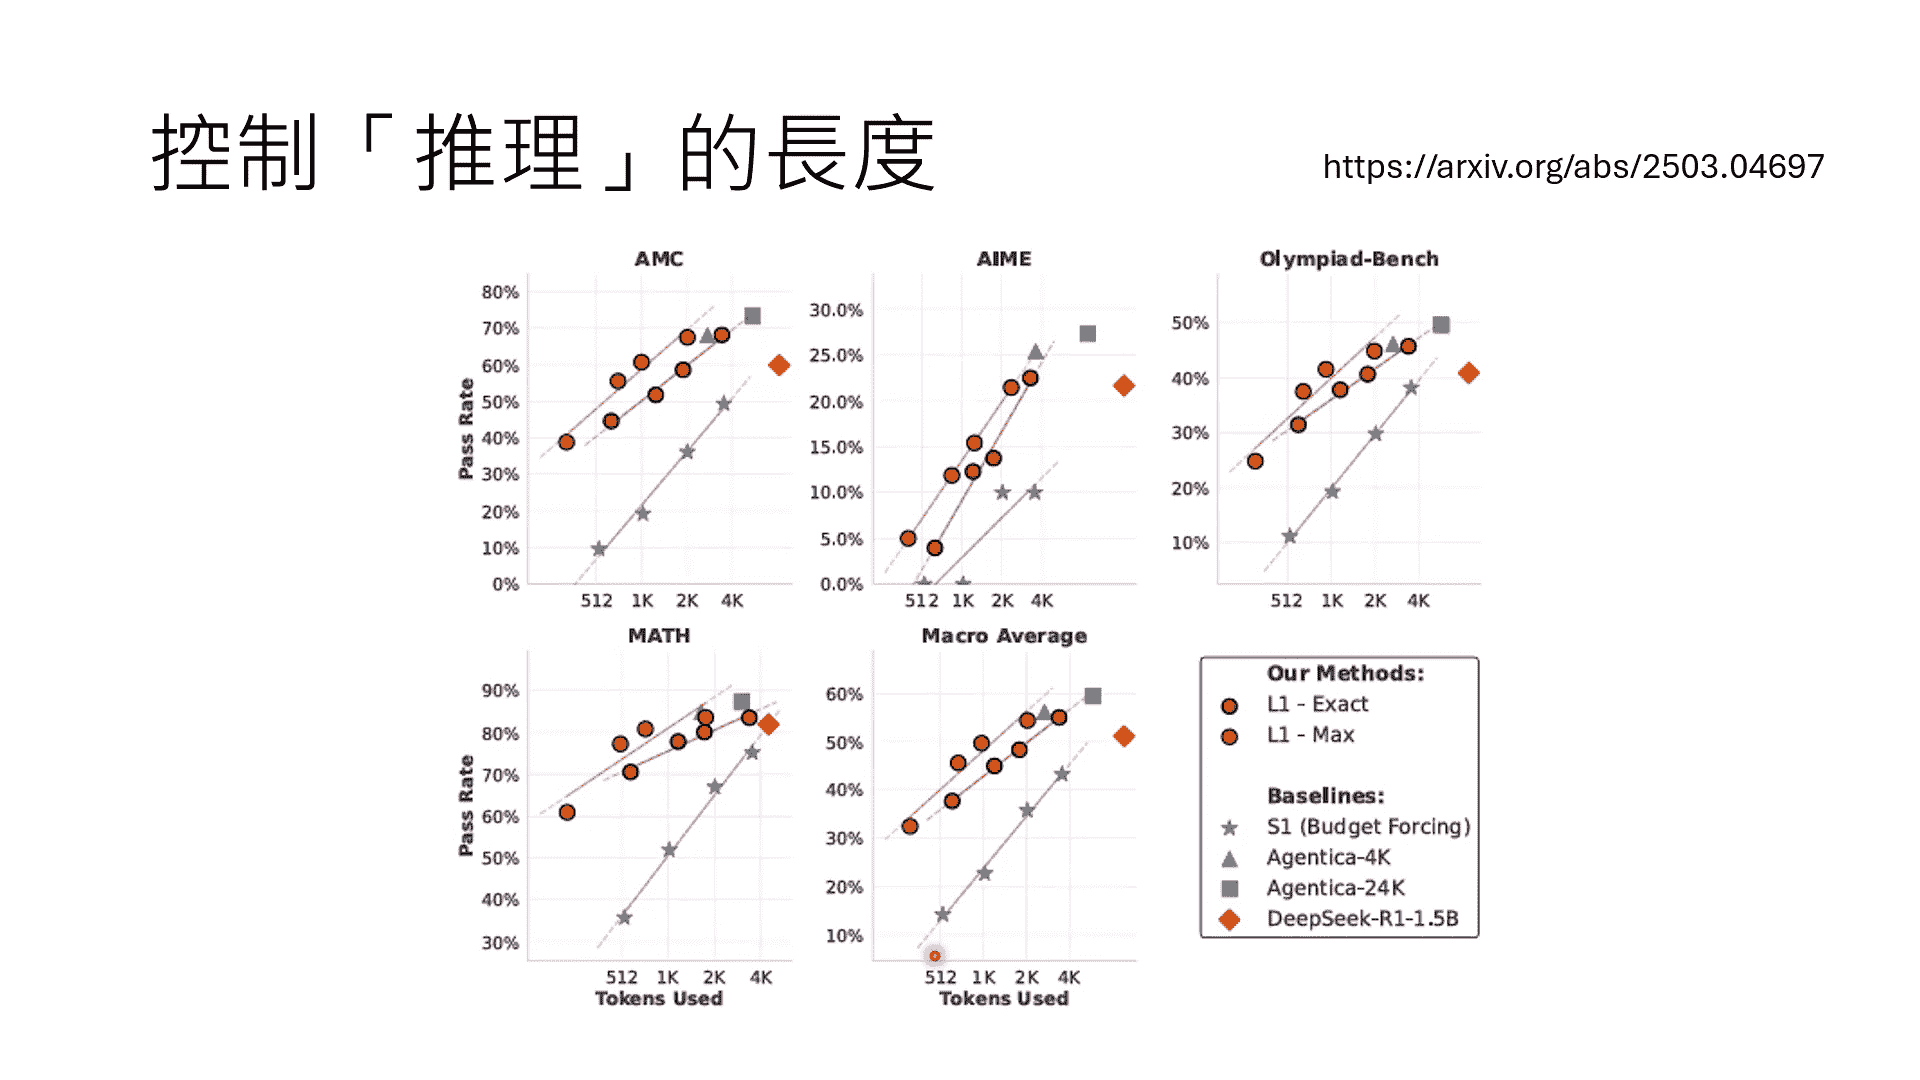 控制「推理」的長度
https://arxiv.org/abs/2503.04697
AMC
Pass Rate
80%
70%
60%
50%
40%
30%
20%
10%
0%
512 1K 2K 4K
AIME
30.0%
25.0%
20.0%
15.0%
10.0%
5.0%
0.0%
512 1K 2K 4K
Olympiad-Bench
50%
40%
30%
20%
10%
512 1K 2K 4K
MATH
Pass Rate
90%
80%
70%
60%
50%
40%
30%
512 1K 2K 4K
Tokens Used
Macro Average
60%
50%
40%
30%
20%
10%
512 1K 2K 4K
Tokens Used
Our Methods:
L1 - Exact
L1 - Max
Baselines:
S1 (Budget Forcing)
Agentica-4K
Agentica-24K
DeepSeek-R1-1.5B